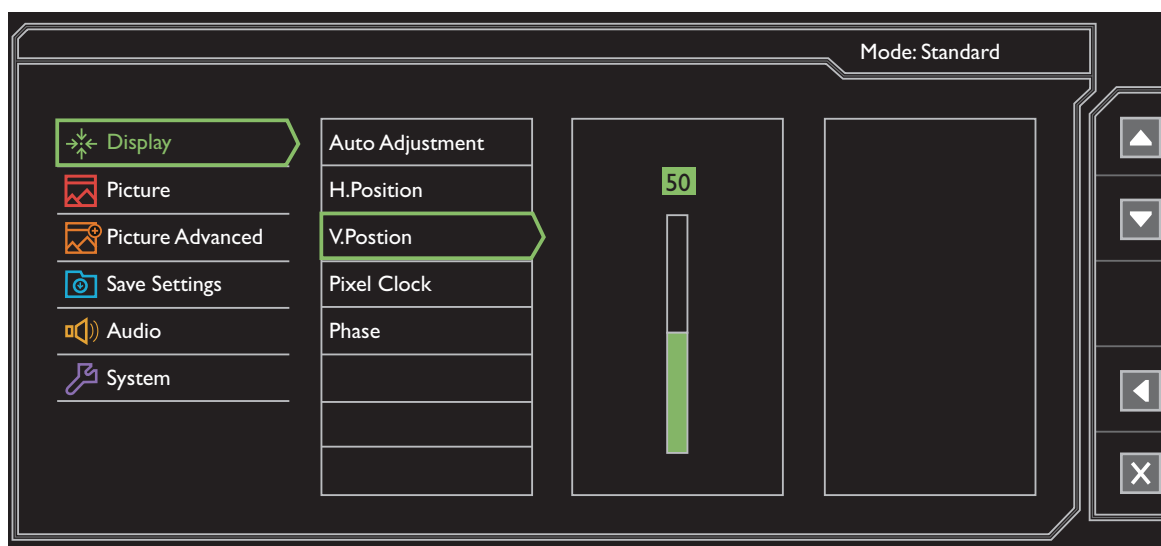 Mode: Standard
Display
Picture
Picture Advanced
Save Settings
Audio
System
Auto Adjustment
H.Position
V.Postion
Pixel Clock
Phase
50